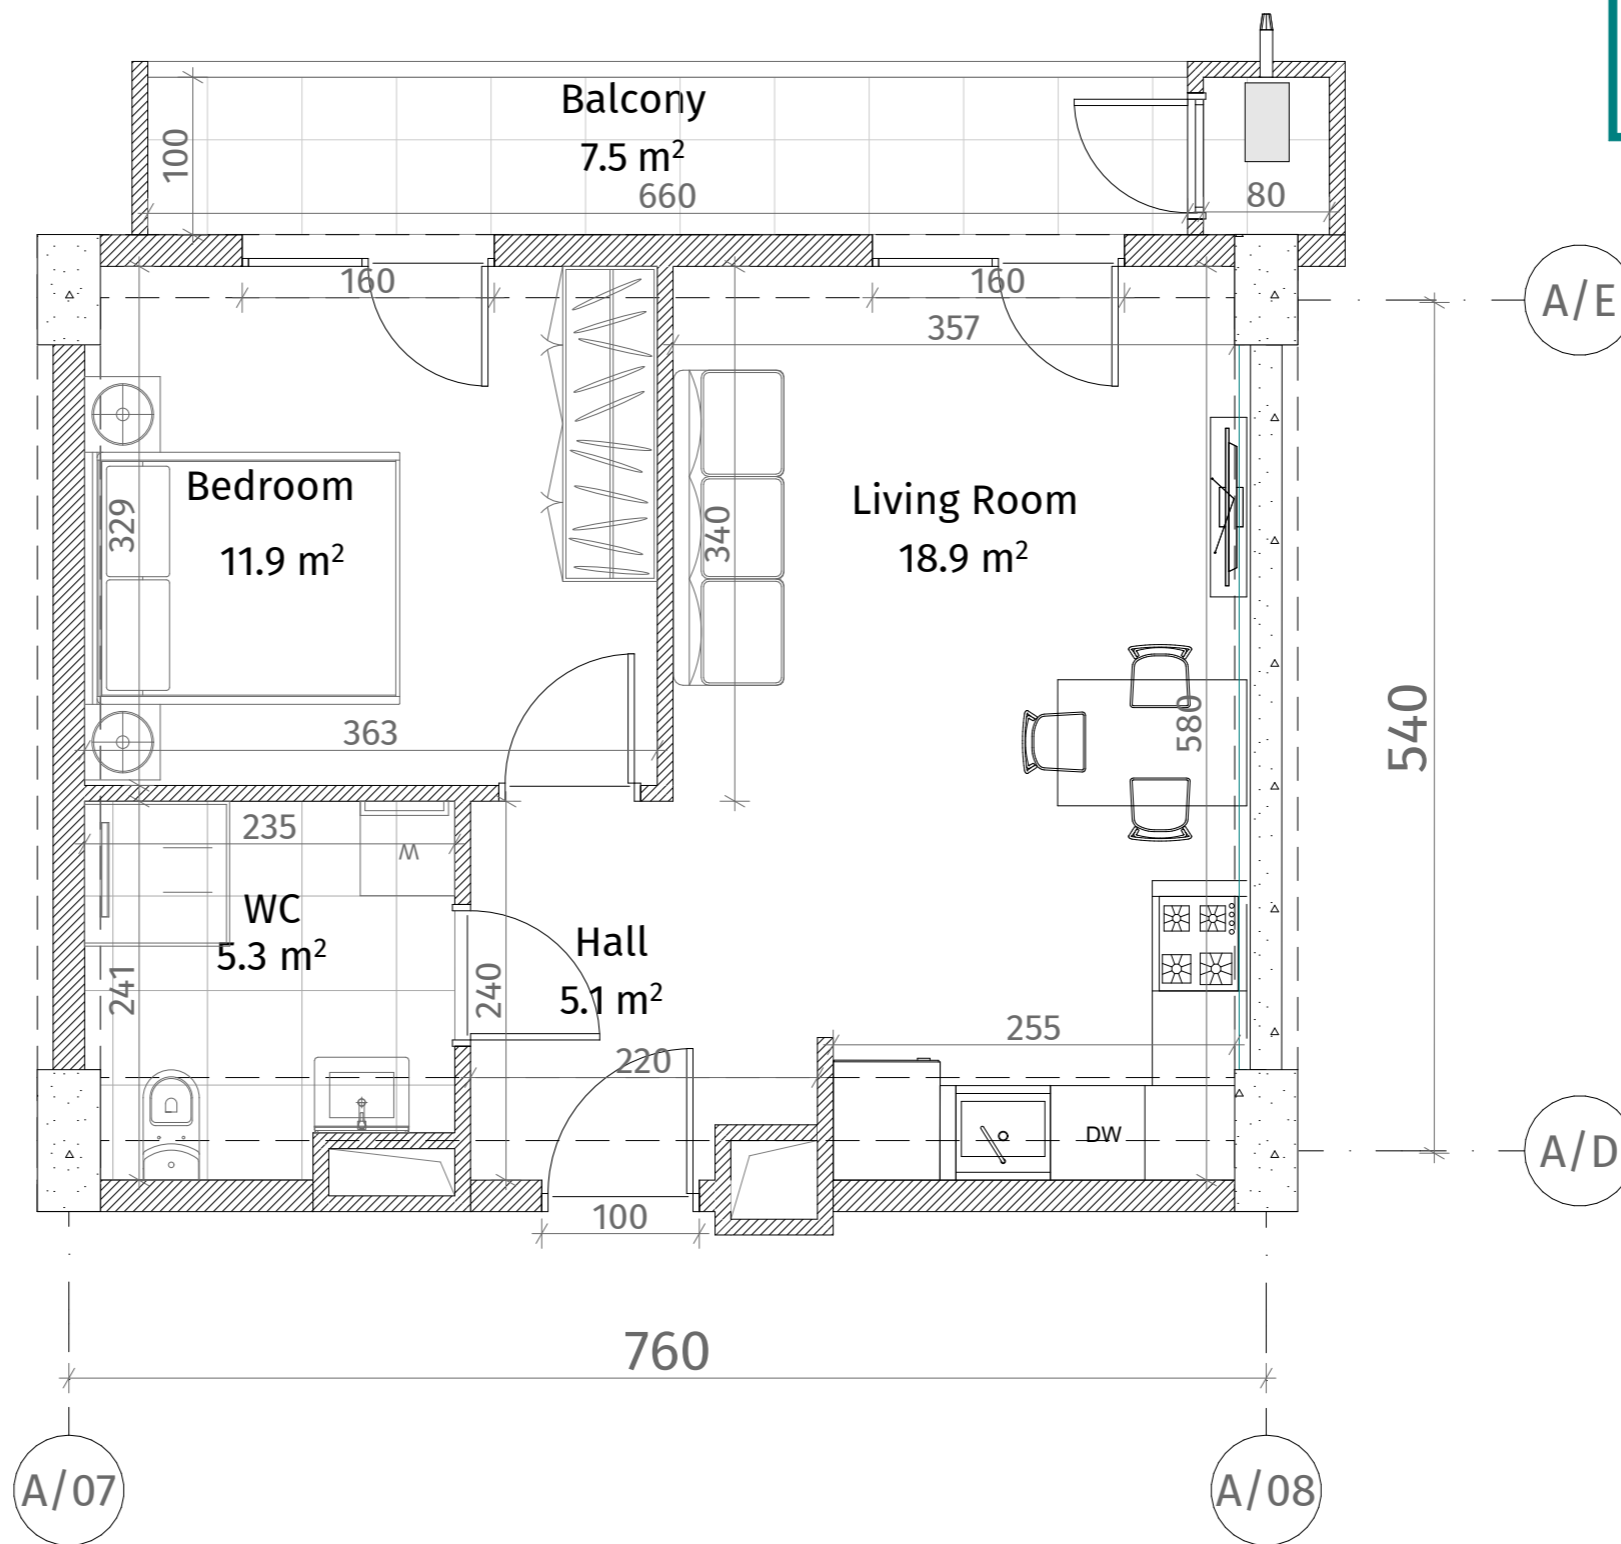 Balcony
7.5 m²
100
660
80
160
160
357
A/E
Bedroom
11.9 m²
329
340
Living Room
18.9 m²
363
580
540
235
W
WC
5.3 m²
241
240
Hall
5.1 m²
220
255
DW
A/D
100
760
A/07
A/08